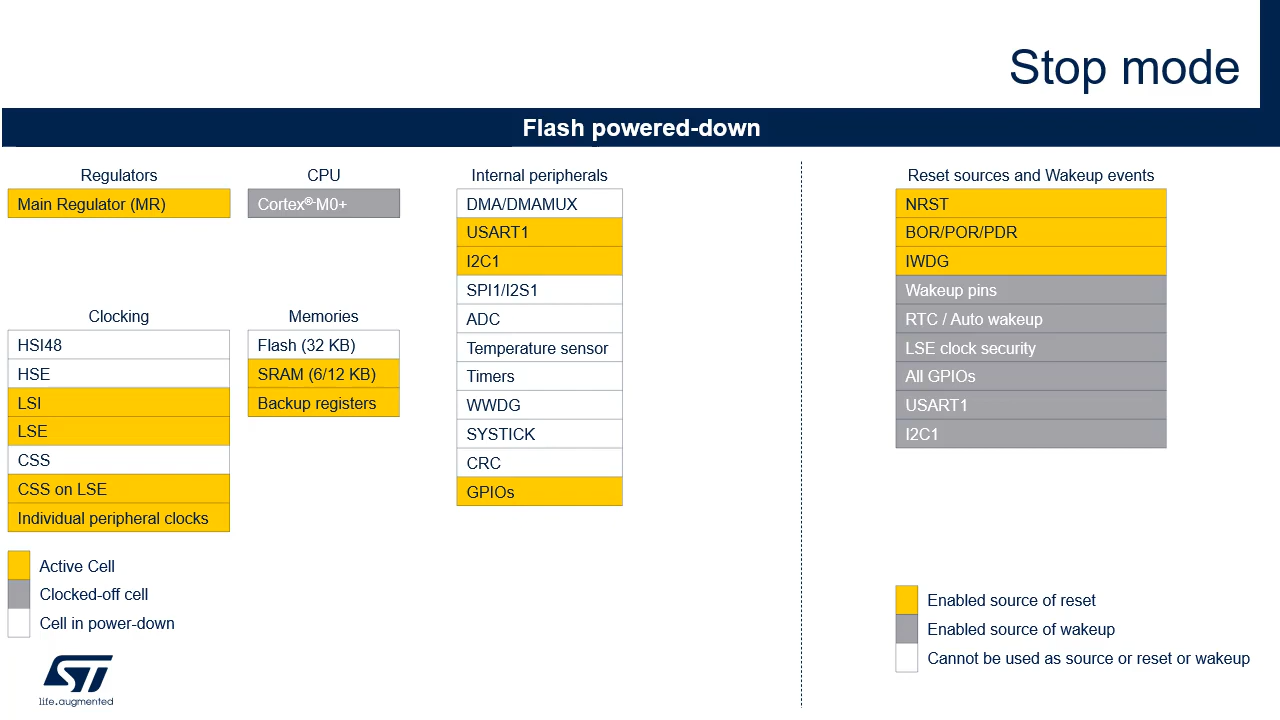 Stop mode
Flash powered-down
Regulators
Main Regulator (MR)
CPU
Cortex®-M0+
Clocking
HSI48
HSE
LSI
LSE
CSS
CSS on LSE
Individual peripheral clocks
Memories
Flash (32 KB)
SRAM (6/12 KB)
Backup registers
Internal peripherals
DMA/DMAMUX
USART1
I2C1
SPI1/I2S1
ADC
Temperature sensor
Timers
WWDG
SYSTICK
CRC
GPIOs
Active Cell
Clocked-off cell
Cell in power-down
Reset sources and Wakeup events
NRST
BOR/POR/PDR
IWDG
Wakeup pins
RTC / Auto wakeup
LSE clock security
All GPIOs
USART1
I2C1
Enabled source of reset
Enabled source of wakeup
Cannot be used as source or reset or wakeup
ST
life.augmented